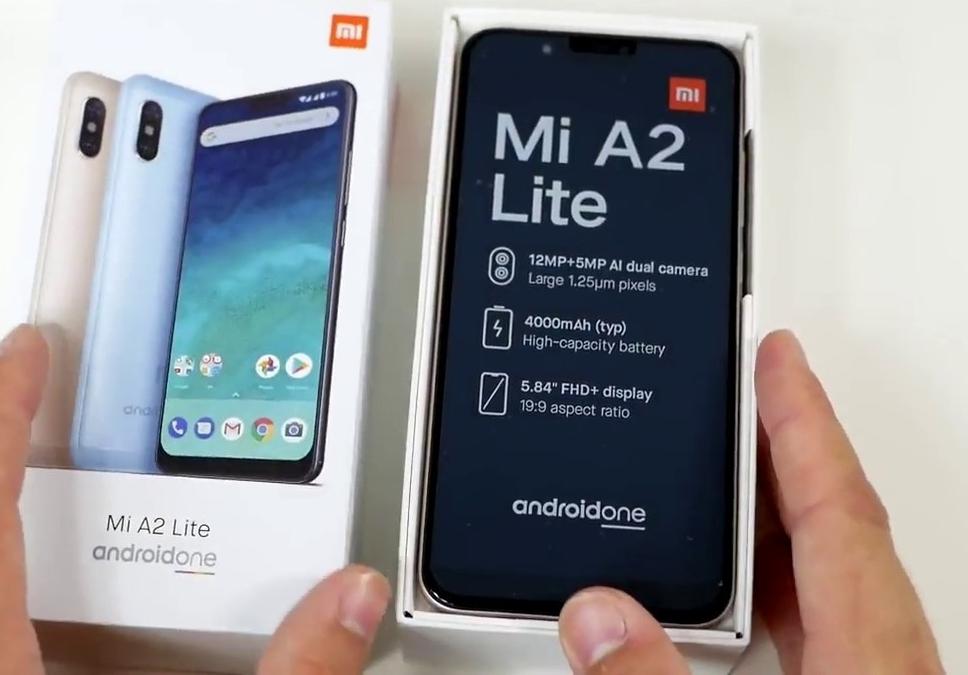 mi
Mi A2 Lite
androidone
mi
Mi A2
Lite
12MP+5MP AI dual camera
Large 1.25μm pixels
4000mAh (typ)
High-capacity battery
5.84" FHD+ display
19:9 aspect ratio
androidone